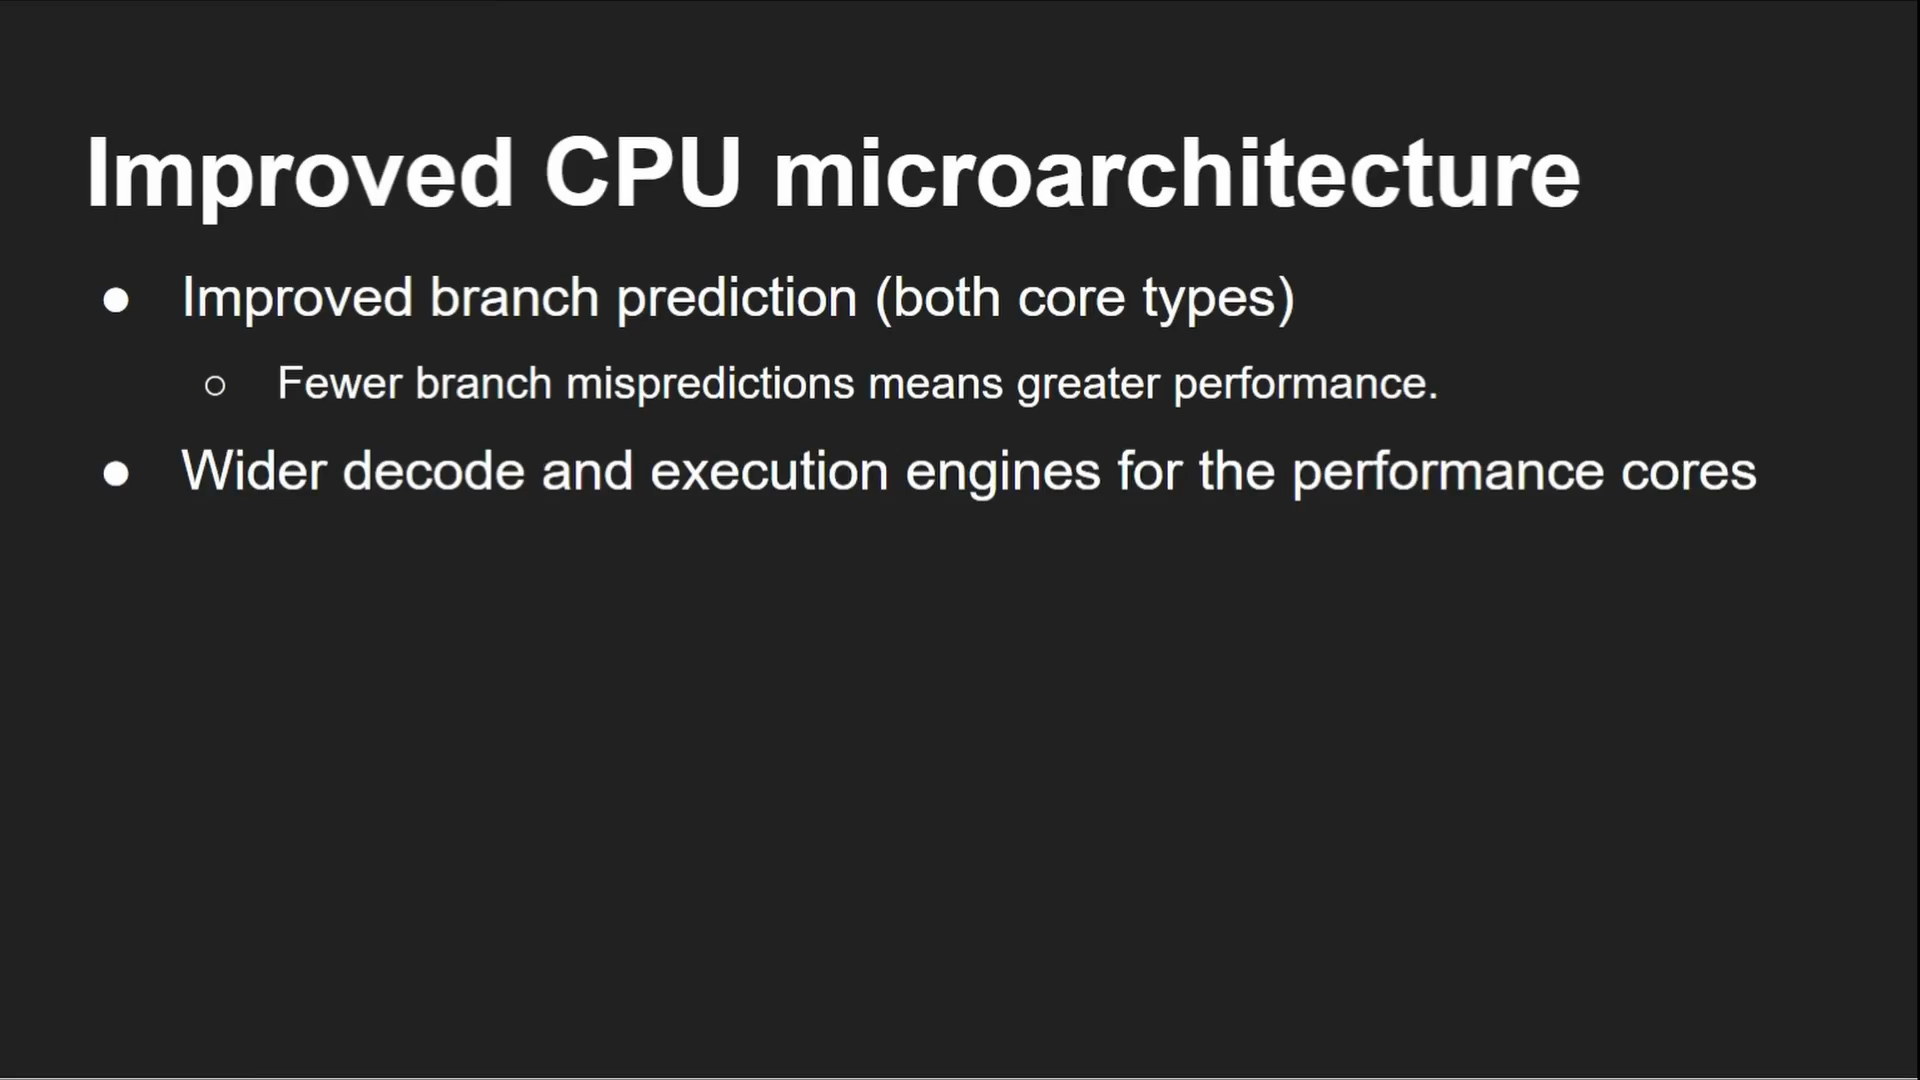 Improved CPU microarchitecture
● Improved branch prediction (both core types)
○ Fewer branch mispredictions means greater performance.
● Wider decode and execution engines for the performance cores